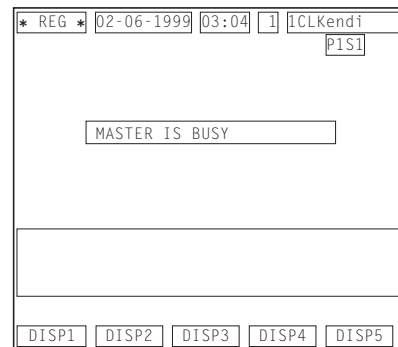 * REG * 02-06-1999 03:04 1 1CLKendi
P1S1
MASTER IS BUSY
DISP1 DISP2 DISP3 DISP4 DISP5